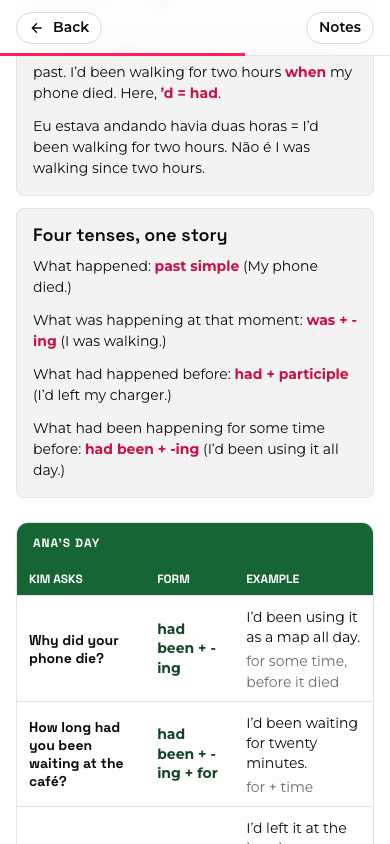 ← Back
Notes
past. I’d been walking for two hours when my
phone died. Here, ’d = had.
Eu estava andando havia duas horas = I’d
been walking for two hours. Não é I was
walking since two hours.
Four tenses, one story
What happened: past simple (My phone
died.)
What was happening at that moment: was + -
ing (I was walking.)
What had happened before: had + participle
(I’d left my charger.)
What had been happening for some time
before: had been + -ing (I’d been using it all
day.)
ANA’S DAY
KIM ASKS
FORM
EXAMPLE
Why did your
phone die?
had
been + -
ing
I’d been using it
as a map all day.
for some time,
before it died
How long had
you been
waiting at the
café?
had
been + -
ing + for
I’d been waiting
for twenty
minutes.
for + time
I’d left it at the